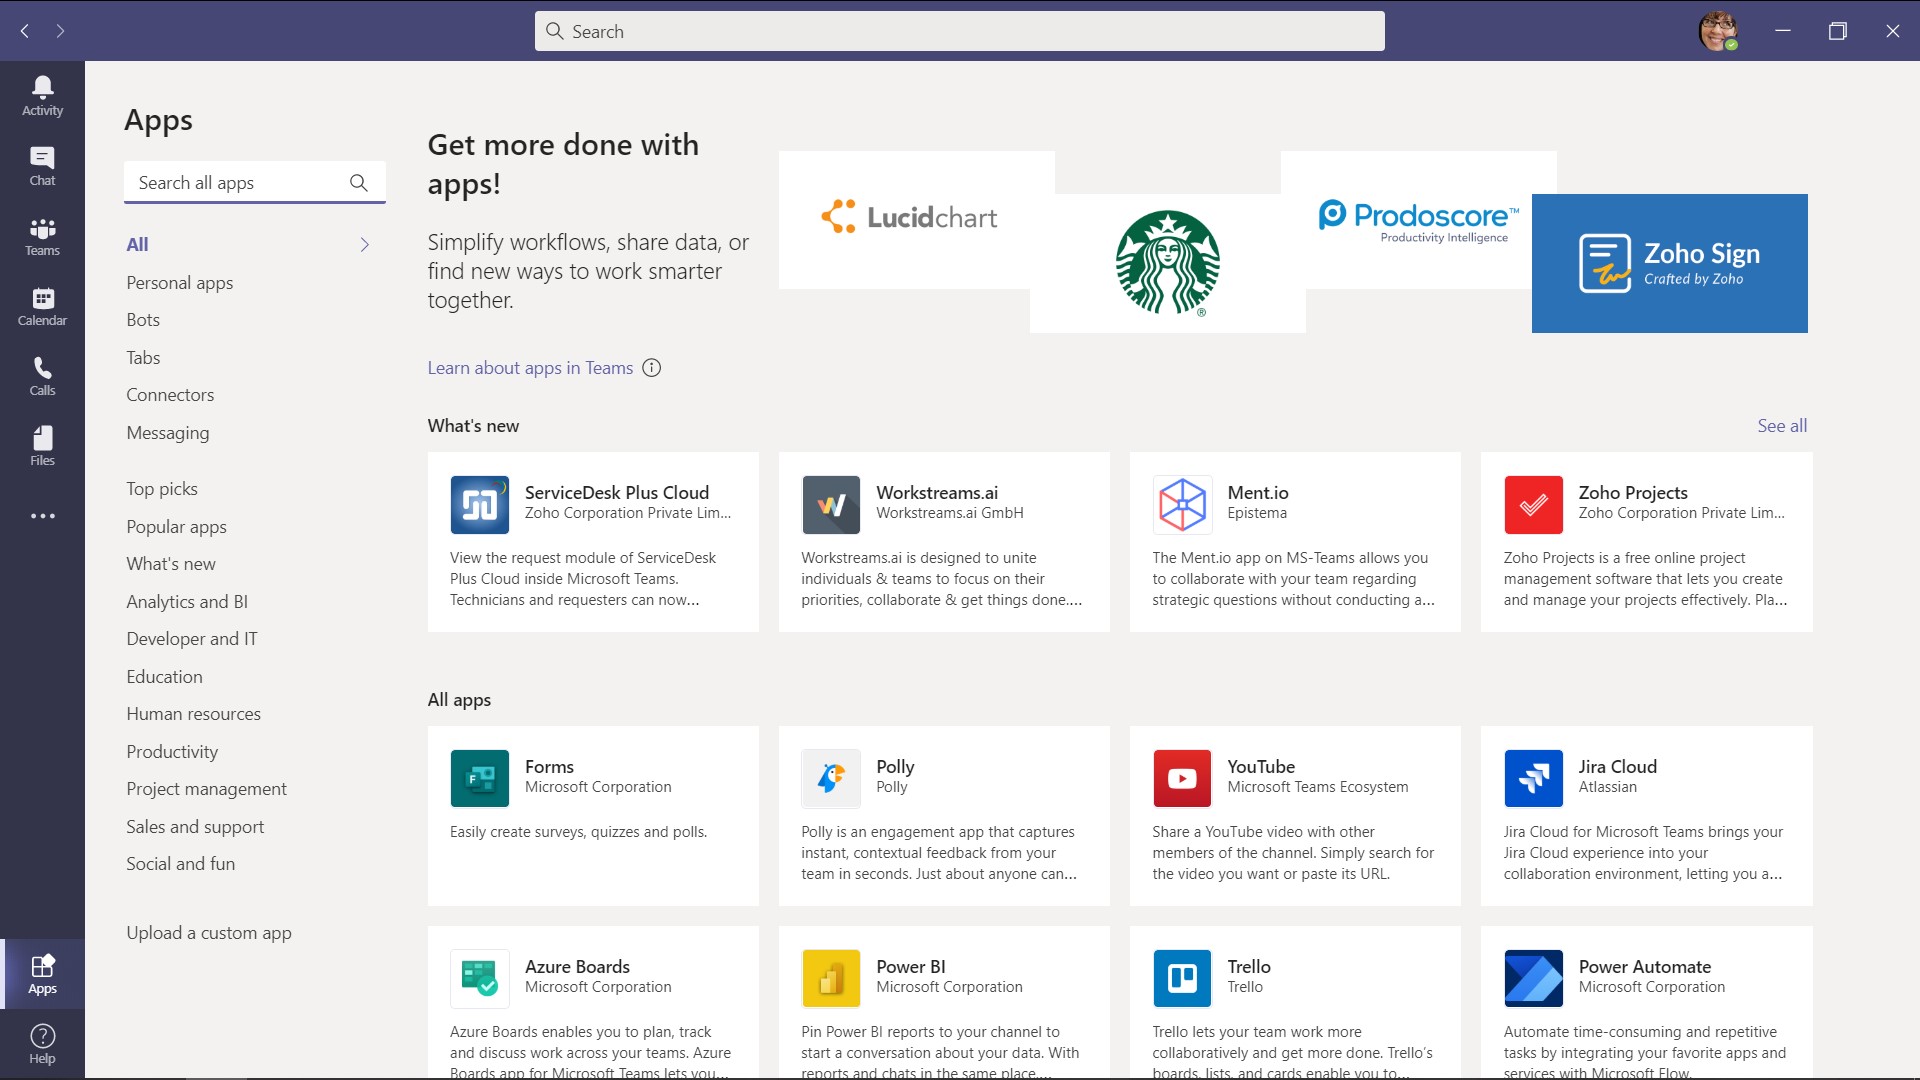 Search
Activity
Chat
Teams
Calendar
Calls
Files
Apps
Help
Apps
Search all apps
All
Personal apps
Bots
Tabs
Connectors
Messaging
Top picks
Popular apps
What's new
Analytics and BI
Developer and IT
Education
Human resources
Productivity
Project management
Sales and support
Social and fun
Upload a custom app
Get more done with
apps!
Simplify workflows, share data, or
find new ways to work smarter
together.
Learn about apps in Teams
Lucidchart
®
Prodoscore™
Productivity Intelligence
Zoho Sign
Crafted by Zoho
What's new
See all
ServiceDesk Plus Cloud
Zoho Corporation Private Lim...
View the request module of ServiceDesk
Plus Cloud inside Microsoft Teams.
Technicians and requesters can now...
Workstreams.ai
Workstreams.ai GmbH
Workstreams.ai is designed to unite
individuals & teams to focus on their
priorities, collaborate & get things done....
Ment.io
Epistema
The Ment.io app on MS-Teams allows you
to collaborate with your team regarding
strategic questions without conducting a...
Zoho Projects
Zoho Corporation Private Lim...
Zoho Projects is a free online project
management software that lets you create
and manage your projects effectively. Pla...
All apps
Forms
Microsoft Corporation
Easily create surveys, quizzes and polls.
Polly
Polly
Polly is an engagement app that captures
instant, contextual feedback from your
team in seconds. Just about anyone can...
YouTube
Microsoft Teams Ecosystem
Share a YouTube video with other
members of the channel. Simply search for
the video you want or paste its URL.
Jira Cloud
Atlassian
Jira Cloud for Microsoft Teams brings your
Jira Cloud experience into your
collaboration environment, letting you a...
Azure Boards
Microsoft Corporation
Azure Boards enables you to plan, track
and discuss work across your teams. Azure
Boards app for Microsoft Teams lets you...
Power BI
Microsoft Corporation
Pin Power BI reports to your channel to
start a conversation about your data. With
reports and chats in the same place,...
Trello
Trello
Trello lets your team work more
collaboratively and get more done. Trello's
boards, lists, and cards enable you to...
Power Automate
Microsoft Corporation
Automate time-consuming and repetitive
tasks by integrating your favorite apps and
services with Microsoft Flow.